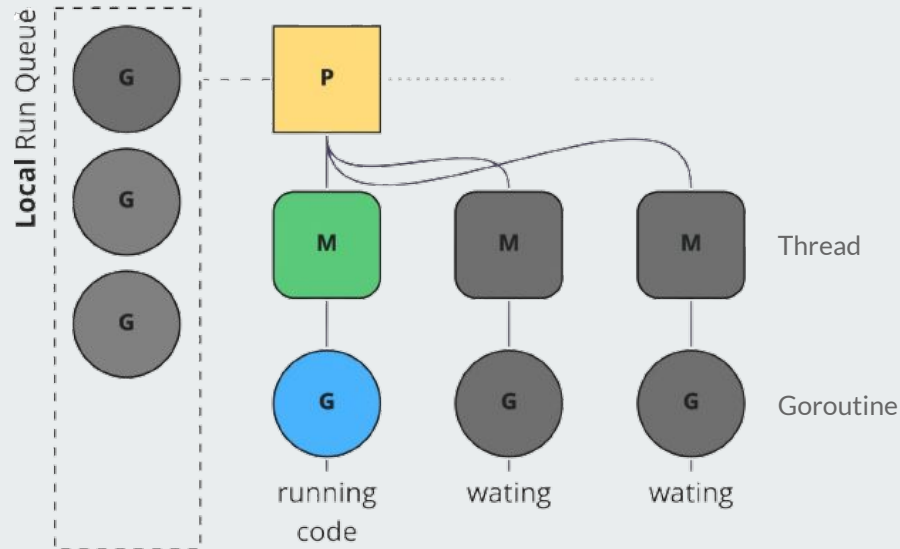 Local Run Queue
G
P
G
M
M
M
Thread
G
G
G
G
Goroutine
running
code
wating
wating